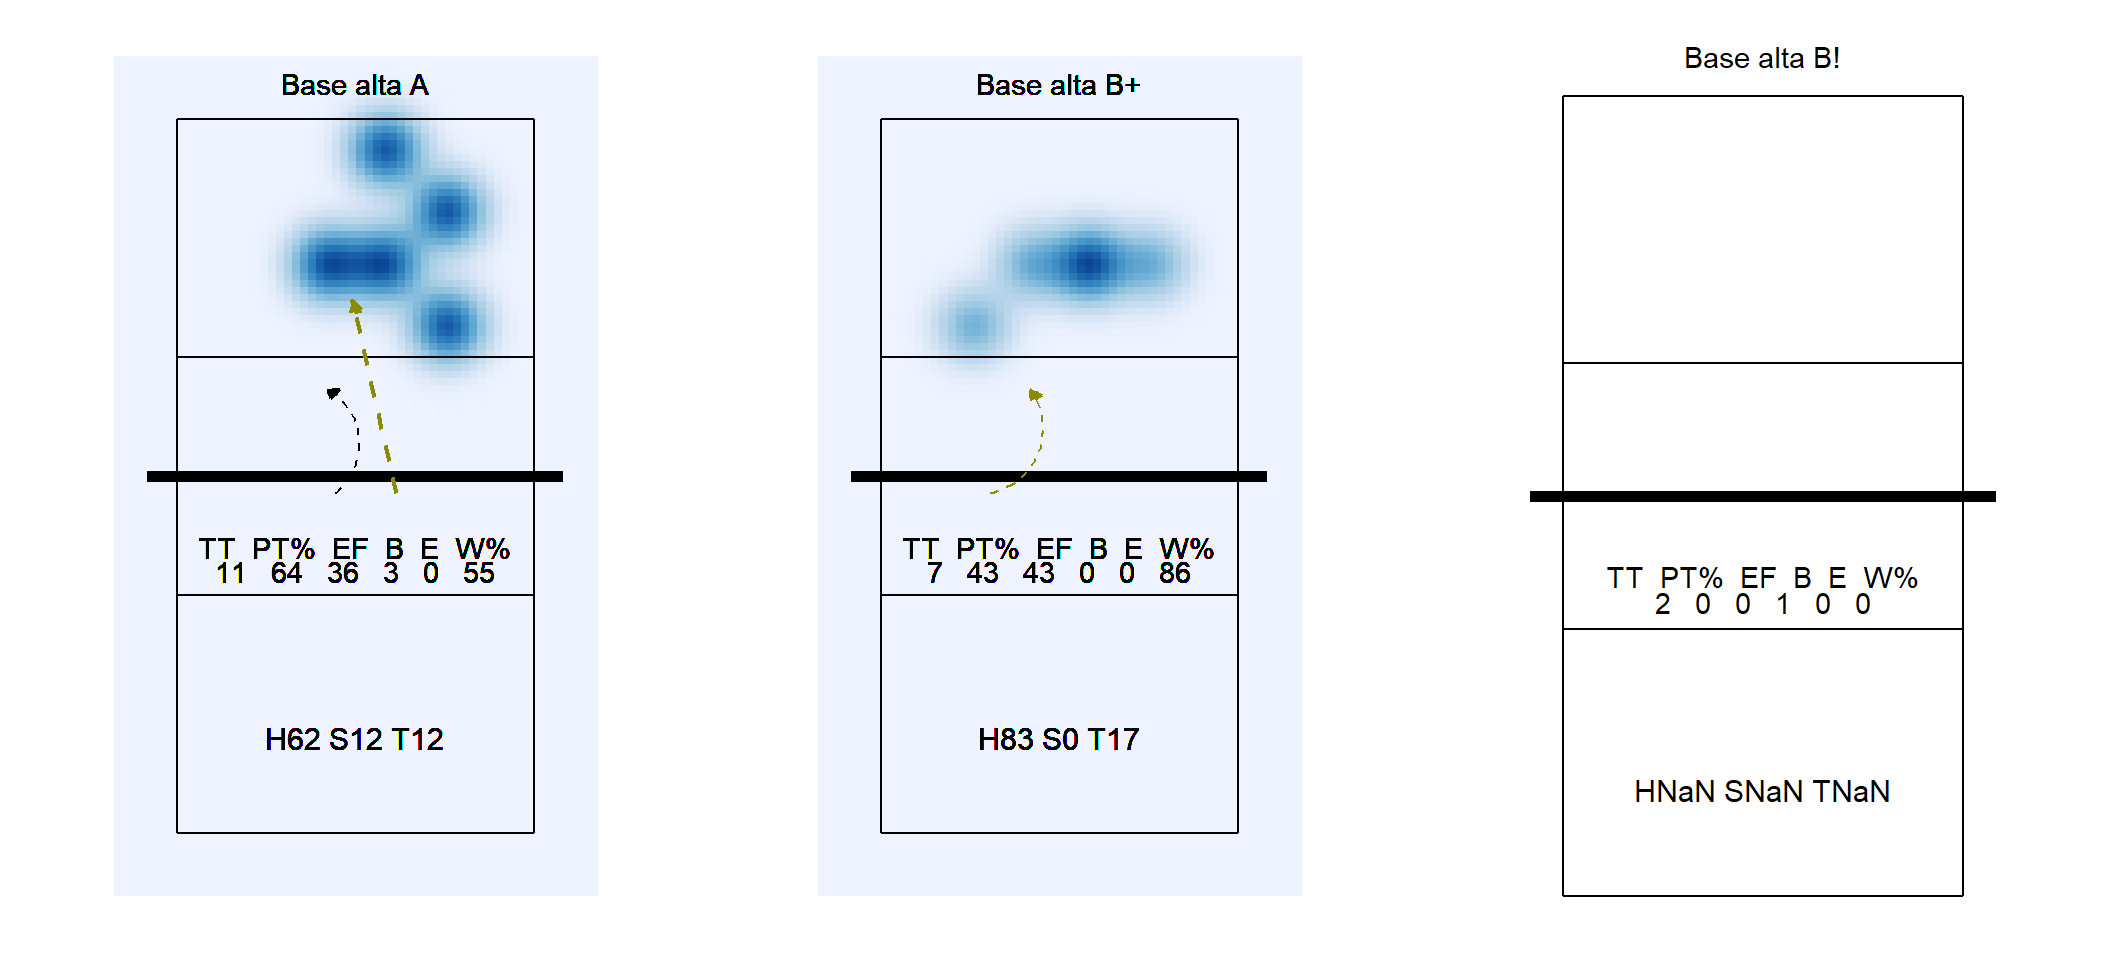 Base alta A
TT PT% EF B E W%
11 64 36 3 0 55
H62 S12 T12
Base alta B+
TT PT% EF B E W%
7 43 43 0 0 86
H83 S0 T17
Base alta B!
TT PT% EF B E W%
2 0 0 1 0 0
HNaN SNaN TNaN